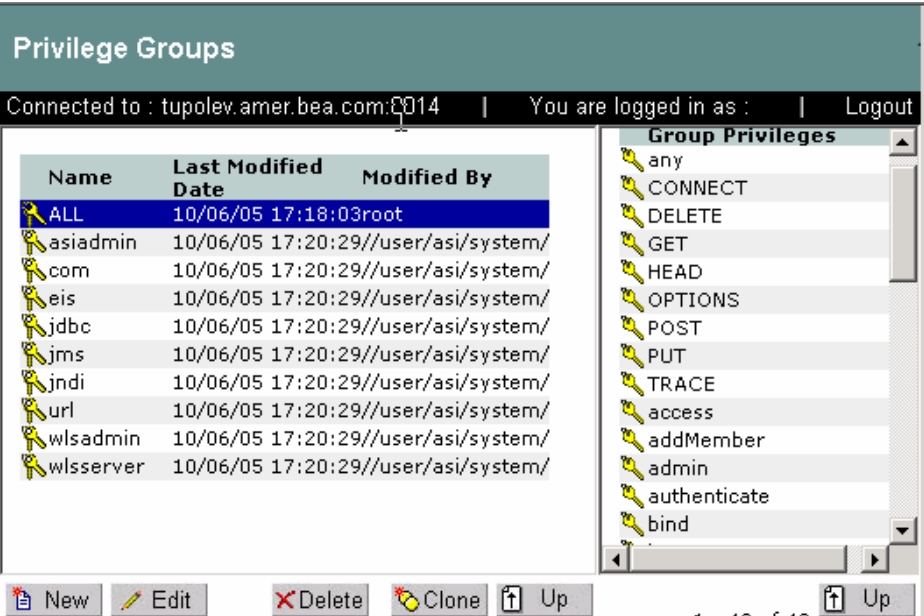 Privilege Groups
Connected to : tupolev.amer.bea.com:8014 | You are logged in as : | Logout
Name Last Modified Date Modified By
ALL 10/06/05 17:18:03root
asiadmin 10/06/05 17:20:29//user/asi/system/
com 10/06/05 17:20:29//user/asi/system/
eis 10/06/05 17:20:29//user/asi/system/
jdbc 10/06/05 17:20:29//user/asi/system/
jms 10/06/05 17:20:29//user/asi/system/
jndi 10/06/05 17:20:29//user/asi/system/
url 10/06/05 17:20:29//user/asi/system/
wlsadmin 10/06/05 17:20:29//user/asi/system/
wlsserver 10/06/05 17:20:29//user/asi/system/
Group Privileges
any
CONNECT
DELETE
GET
HEAD
OPTIONS
POST
PUT
TRACE
access
addMember
admin
authenticate
bind
New Edit Delete Clone Up Up